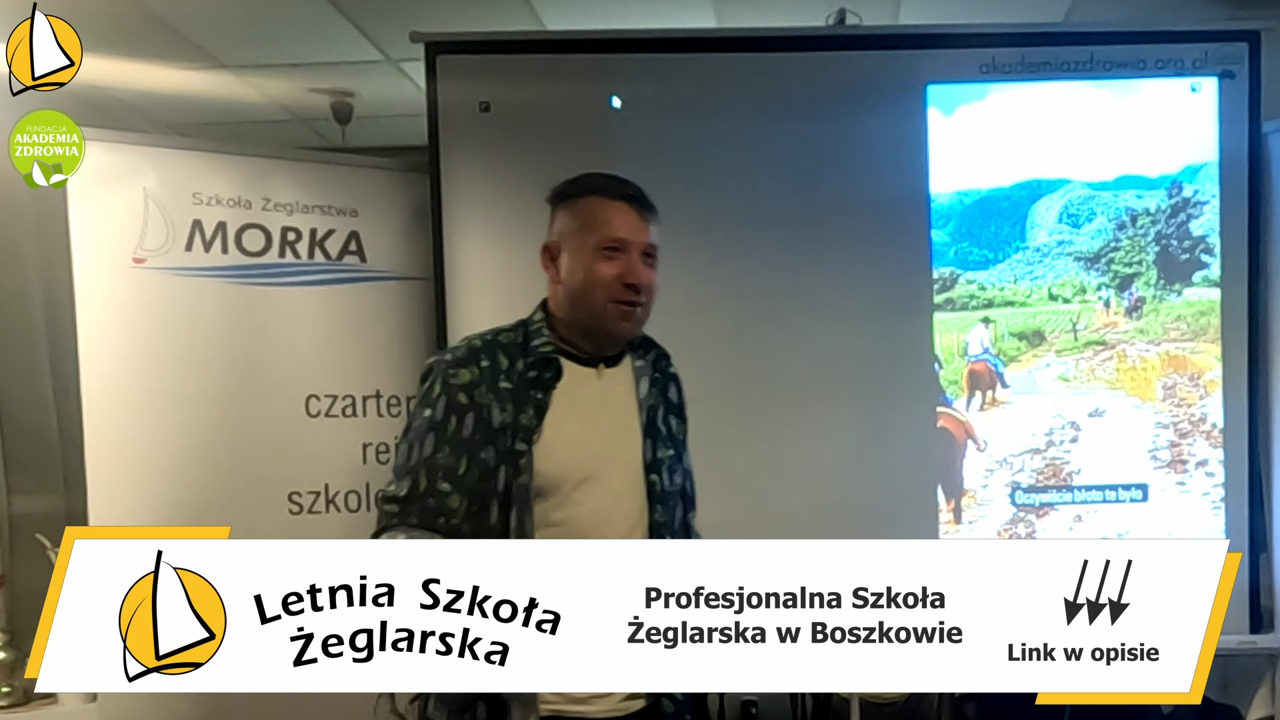 FUNDACJA
AKADEMIA
ZDROWIA
akademiazdrowia.org.pl
Szkoła Żeglarstwa
MORKA
czarter
rej
szkole
Oczywiście błoto te było
Letnia Szkoła
Żeglarska
Profesjonalna Szkoła
Żeglarska w Boszkowie
Link w opisie